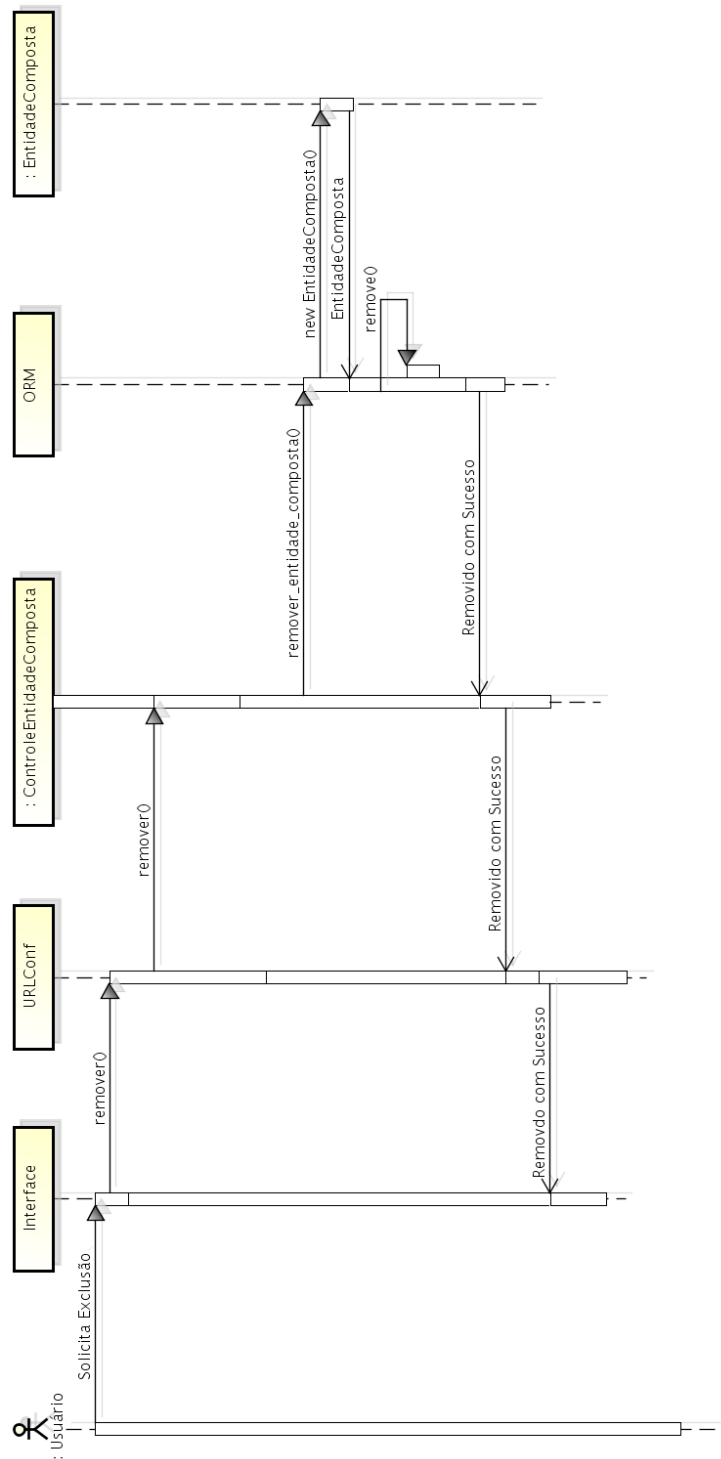 : Usuário
Interface
URLConf
: ControleEntidadeComposta
ORM
: EntidadeComposta
Solicita Exclusão
remover()
remover()
remover_entidade_composta()
new EntidadeComposta()
EntidadeComposta
remove()
Removido com Sucesso
Removido com Sucesso
Removdo com Sucesso